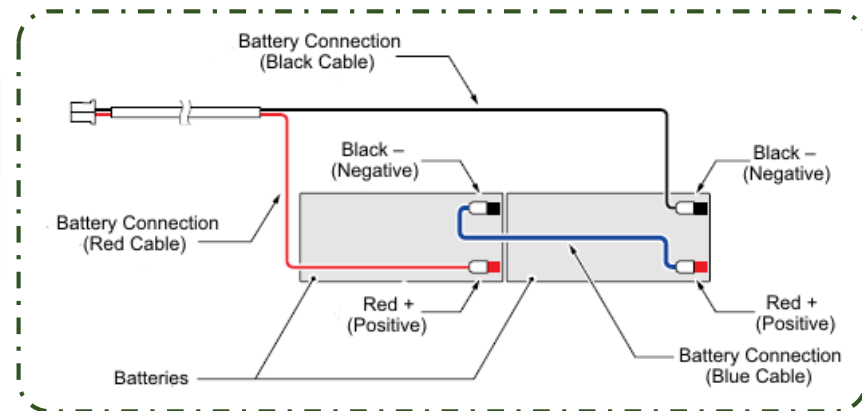 Battery Connection
(Black Cable)
Black –
(Negative)
Black –
(Negative)
Battery Connection
(Red Cable)
Red +
(Positive)
Red +
(Positive)
Battery Connection
(Blue Cable)
Batteries